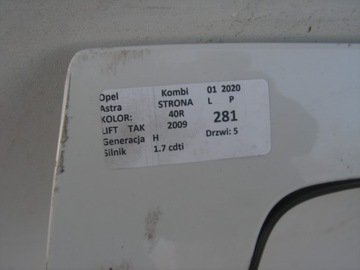 Opel Kombi 01 2020
Astra STRONA L P
KOLOR: 40R 281
LIFT TAK 2009
Generacja H Drzwi: 5
Silnik 1.7 cdti